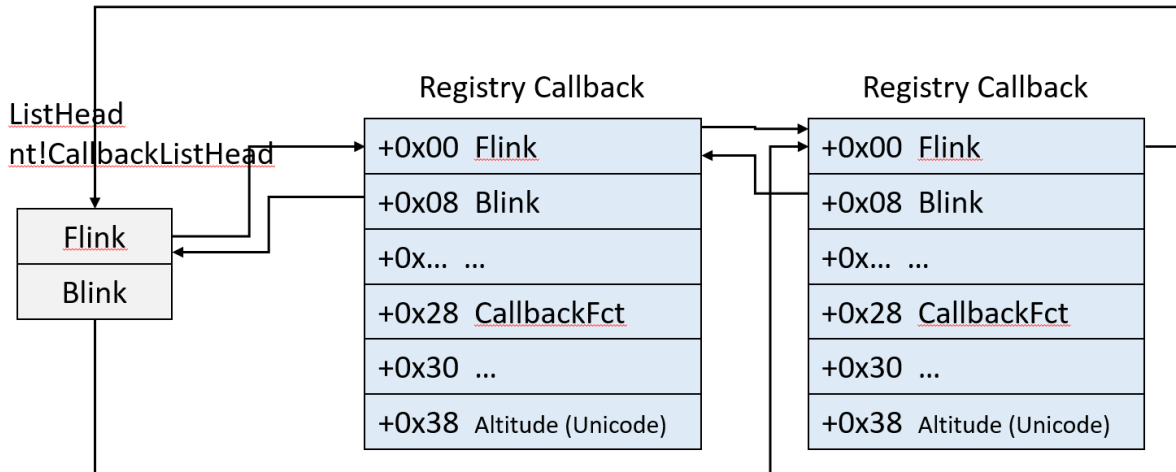 Registry Callback
Registry Callback
ListHead
nt!CallbackListHead
Flink
Blink
+0x00 Flink
+0x08 Blink
+0x... ...
+0x28 CallbackFct
+0x30 ...
+0x38 Altitude (Unicode)
+0x00 Flink
+0x08 Blink
+0x... ...
+0x28 CallbackFct
+0x30 ...
+0x38 Altitude (Unicode)